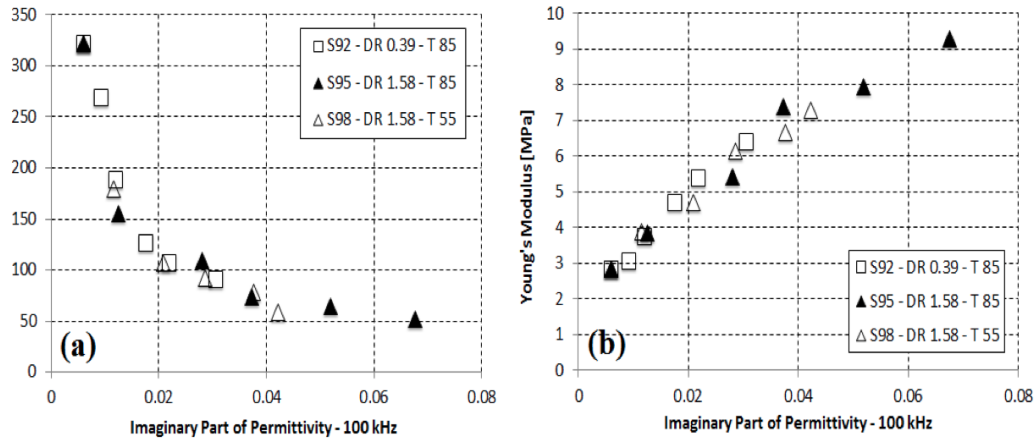 350
300
250
200
150
100
50
0
S92 - DR 0.39 - T 85
S95 - DR 1.58 - T 85
S98 - DR 1.58 - T 55
(a)
0
0.02
0.04
0.06
0.08
Imaginary Part of Permittivity - 100 kHz
Young's Modulus [MPa]
10
9
8
7
6
5
4
3
2
1
0
S92 - DR 0.39 - T 85
S95 - DR 1.58 - T 85
S98 - DR 1.58 - T 55
(b)
0
0.02
0.04
0.06
0.08
Imaginary Part of Permittivity - 100 kHz